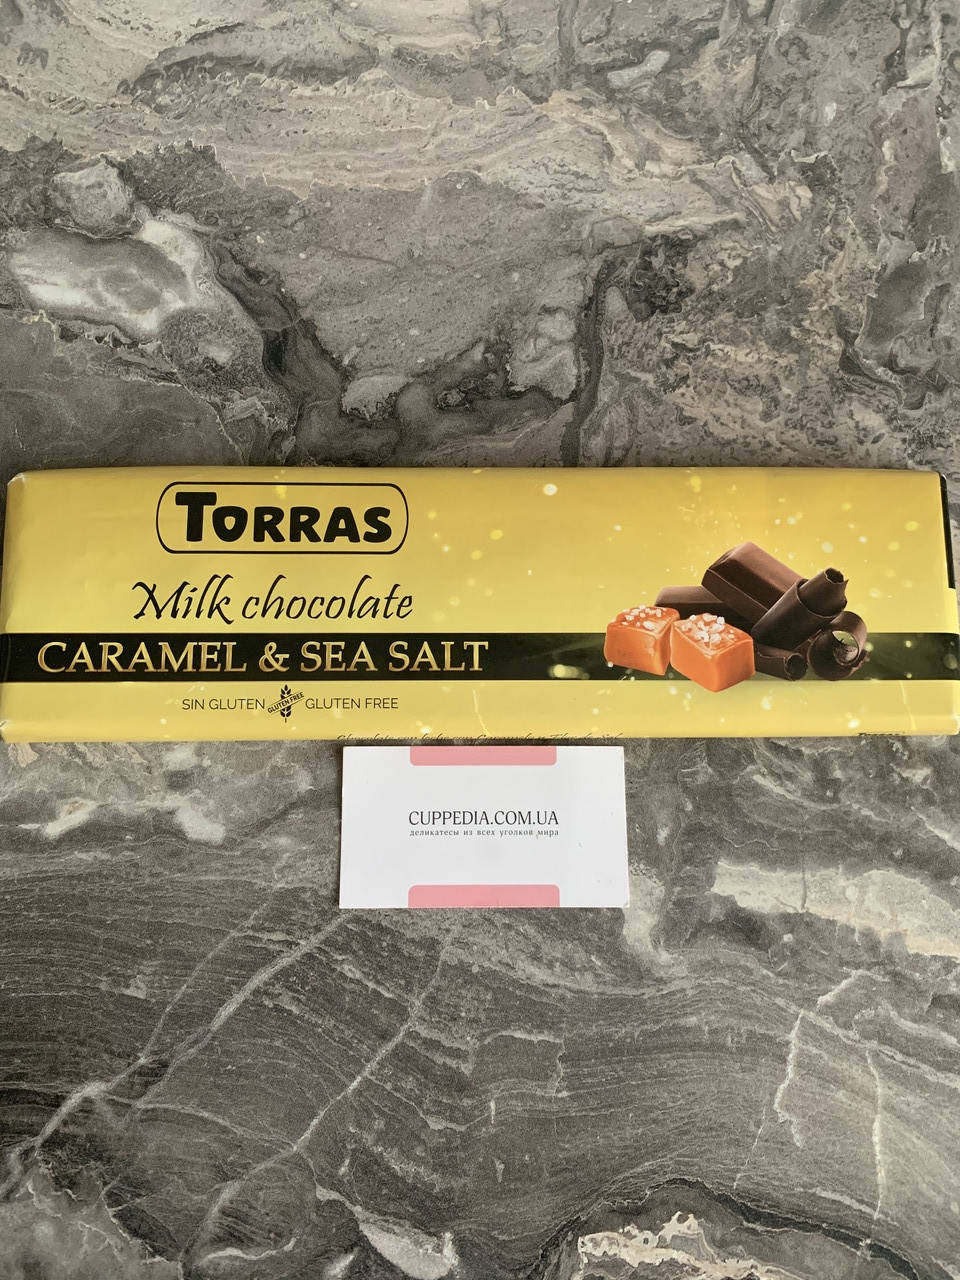 TORRAS
Milk chocolate
CARAMEL & SEA SALT
SIN GLUTEN GLUTEN FREE GLUTEN FREE
CUPPEDIA.COM.UA
деликатесы из всех уголков мира